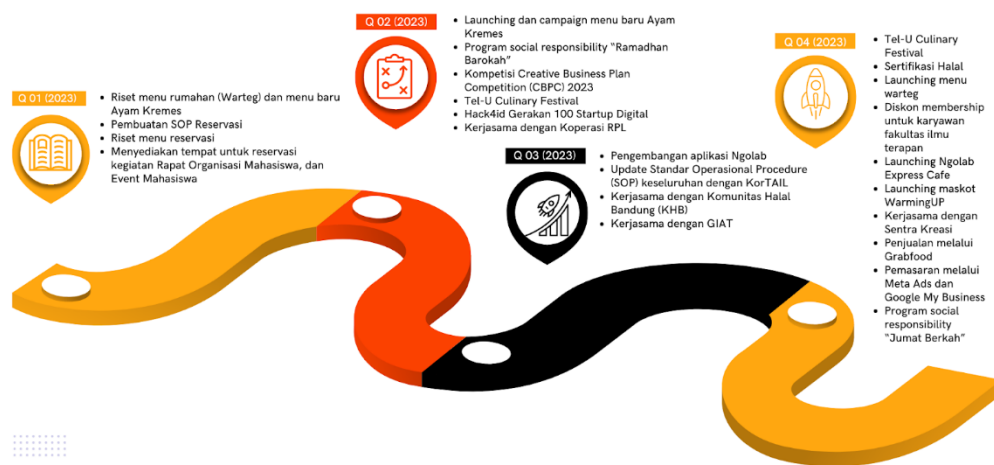 Q 01 (2023)
• Riset menu rumahan (Warteg) dan menu baru
Ayam Kremes
• Pembuatan SOP Reservasi
• Riset menu reservasi
• Menyediakan tempat untuk reservasi
kegiatan Rapat Organisasi Mahasiswa, dan
Event Mahasiswa
Q 02 (2023)
• Launching dan campaign menu baru Ayam
Kremes
• Program social responsibility “Ramadhan
Barokah”
• Kompetisi Creative Business Plan
Competition (CBPC) 2023
• Tel-U Culinary Festival
• Hack4id Gerakan 100 Startup Digital
• Kerjasama dengan Koperasi RPL
Q 03 (2023)
• Pengembangan aplikasi Ngolab
• Update Standar Operasional Procedure
(SOP) keseluruhan dengan KorTAIL
• Kerjasama dengan Komunitas Halal
Bandung (KHB)
• Kerjasama dengan GIAT
Q 04 (2023)
• Tel-U Culinary
Festival
• Sertifikasi Halal
• Launching menu
warteg
• Diskon membership
untuk karyawan
fakultas ilmu
terapan
• Launching Ngolab
Express Cafe
• Launching maskot
WarmingUP
• Kerjasama dengan
Sentra Kreasi
• Penjualan melalui
Grabfood
• Pemasaran melalui
Meta Ads dan
Google My Business
• Program social
responsibility
“Jumat Berkah”